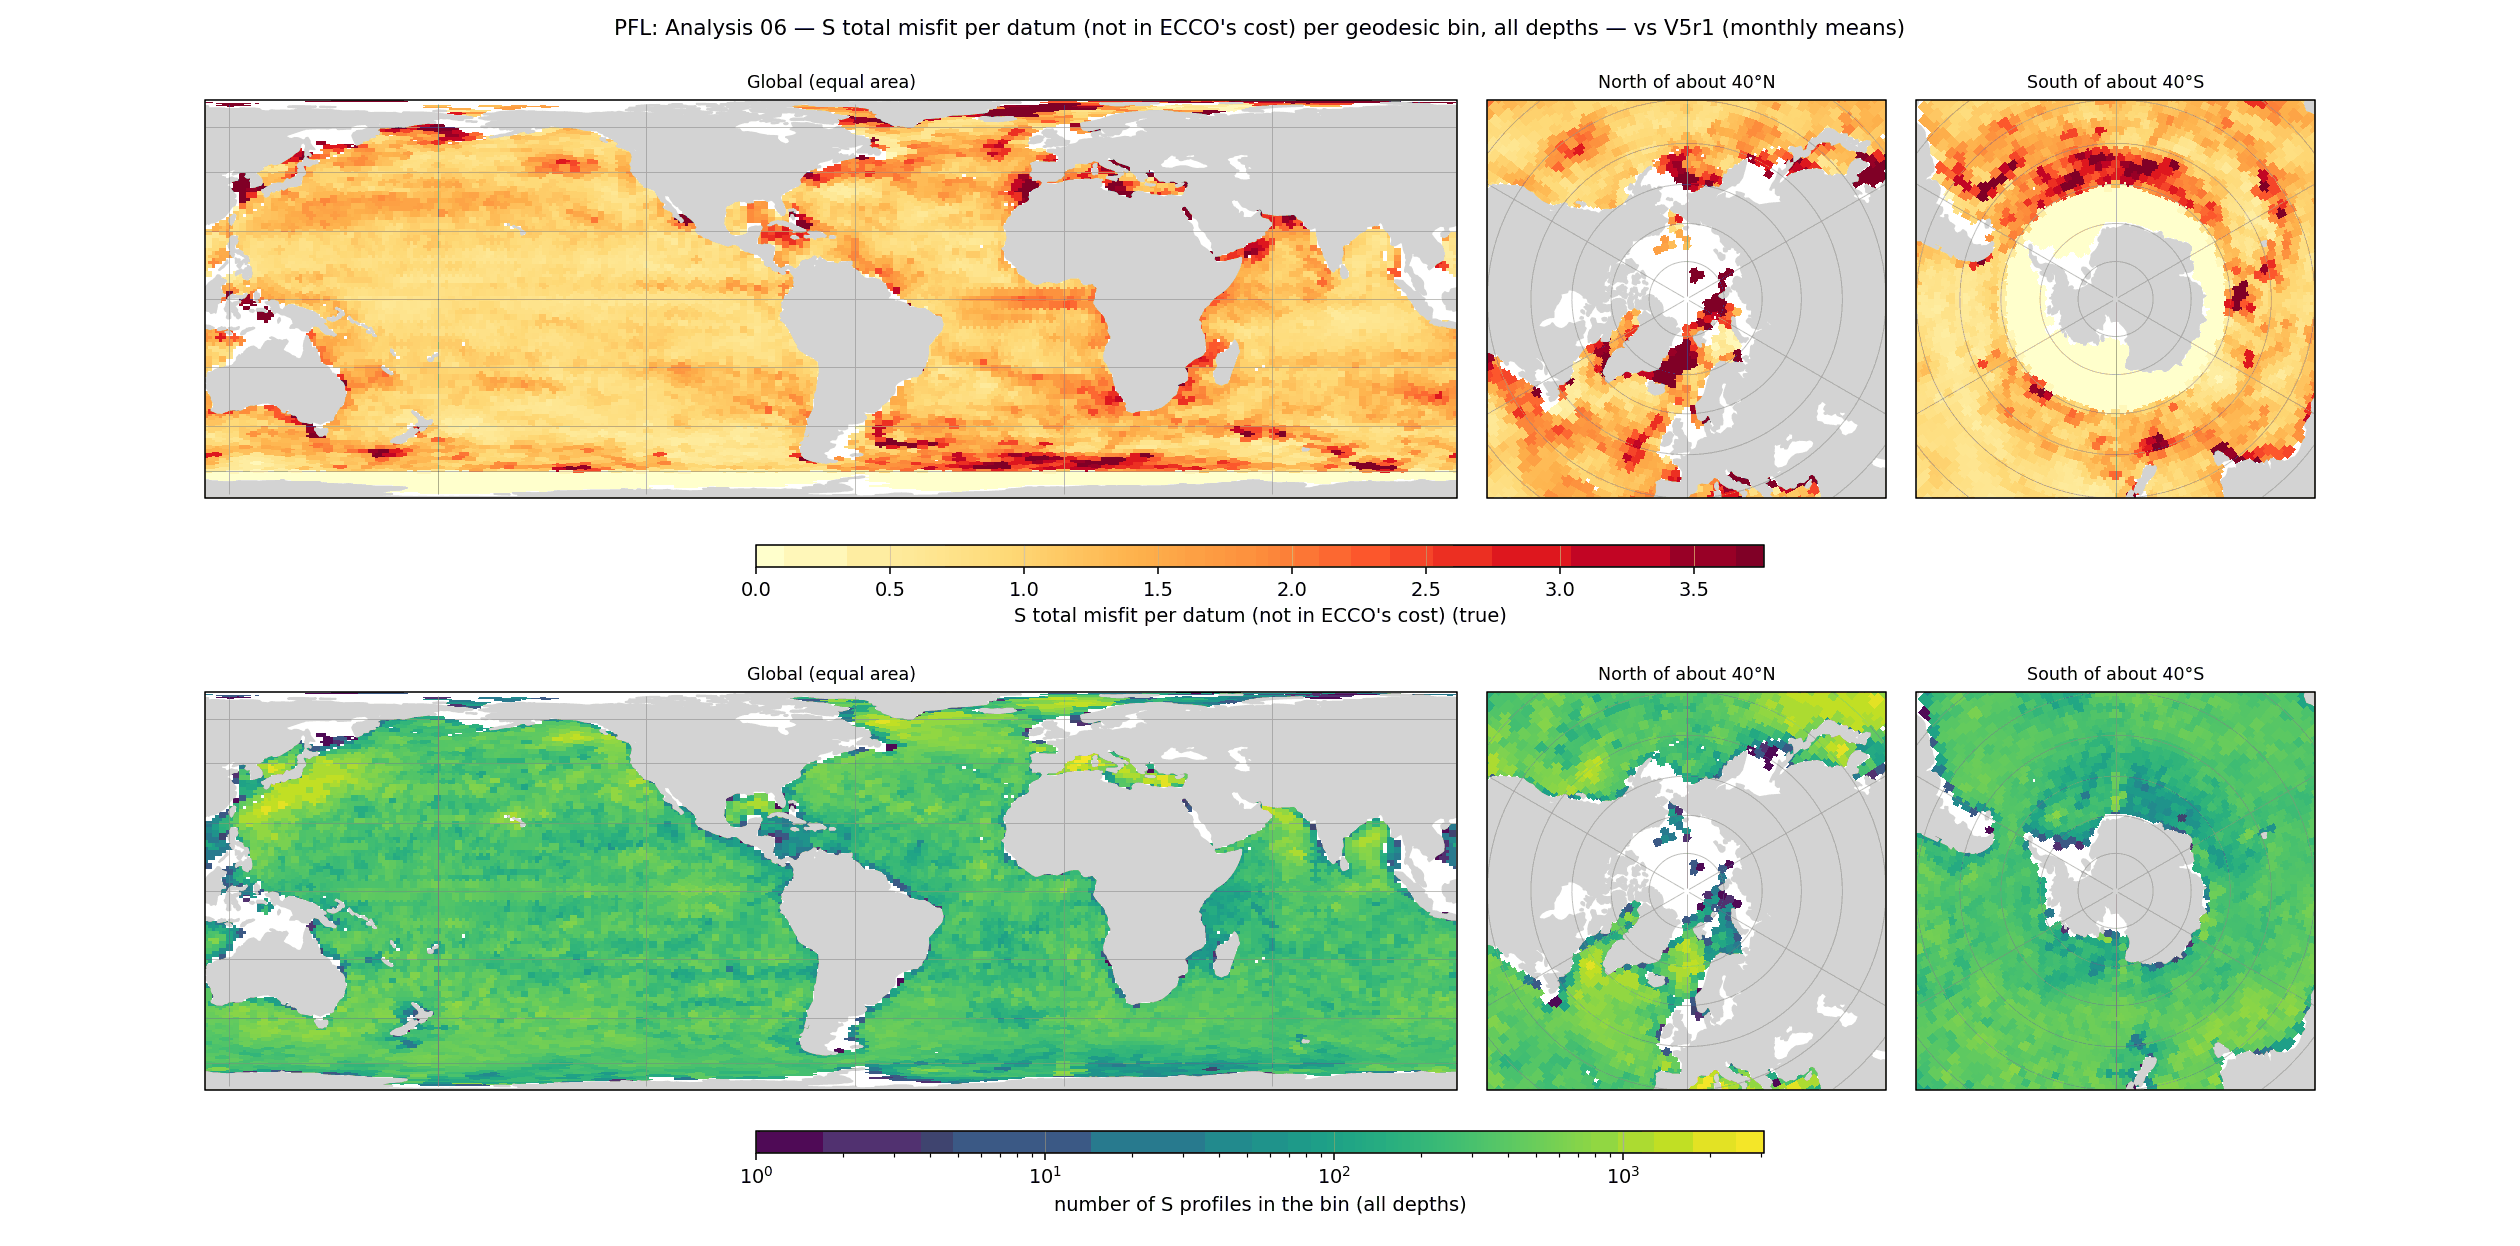 PFL: Analysis 06 — S total misfit per datum (not in ECCO's cost) per geodesic bin, all depths — vs V5r1 (monthly means)
Global (equal area)
North of about 40°N
South of about 40°S
0.0 0.5 1.0 1.5 2.0 2.5 3.0 3.5
S total misfit per datum (not in ECCO's cost) (true)
Global (equal area)
North of about 40°N
South of about 40°S
10⁰ 10¹ 10² 10³
number of S profiles in the bin (all depths)